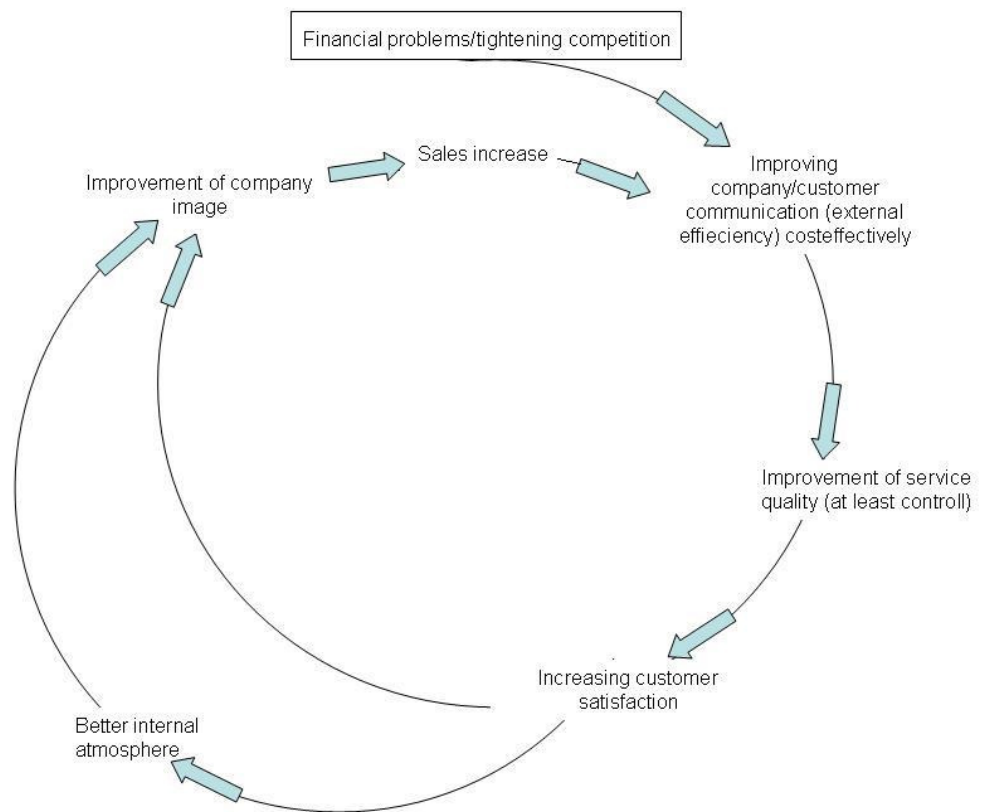 Financial problems/tightening competition
Sales increase
Improving
company/customer
communication (external
effieciency) costeffectively
Improvement of company
image
Improvement of service
quality (at least controll)
Increasing customer
satisfaction
Better internal
atmosphere